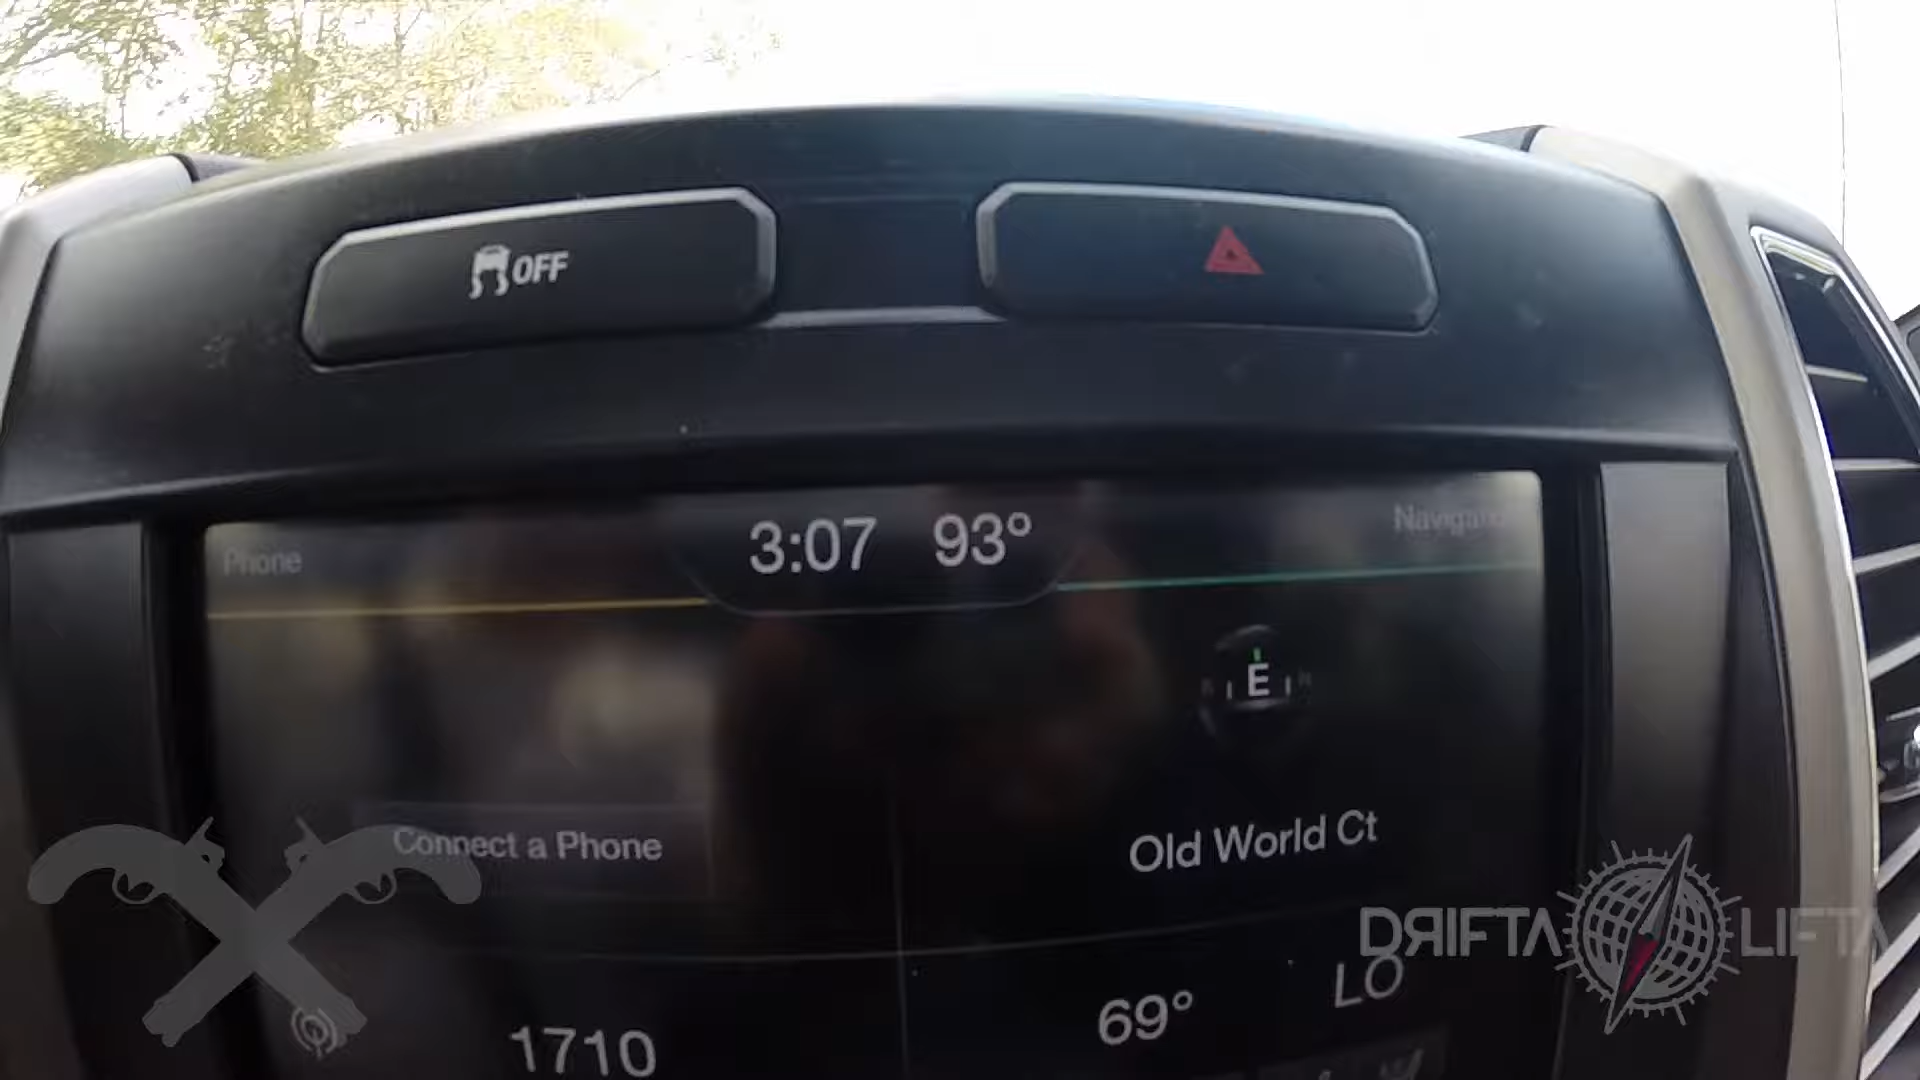 OFF
3:07 93°
Phone
E
Connect a Phone
Old World Ct
DRIFTA LIFTA
LO
69°
1710